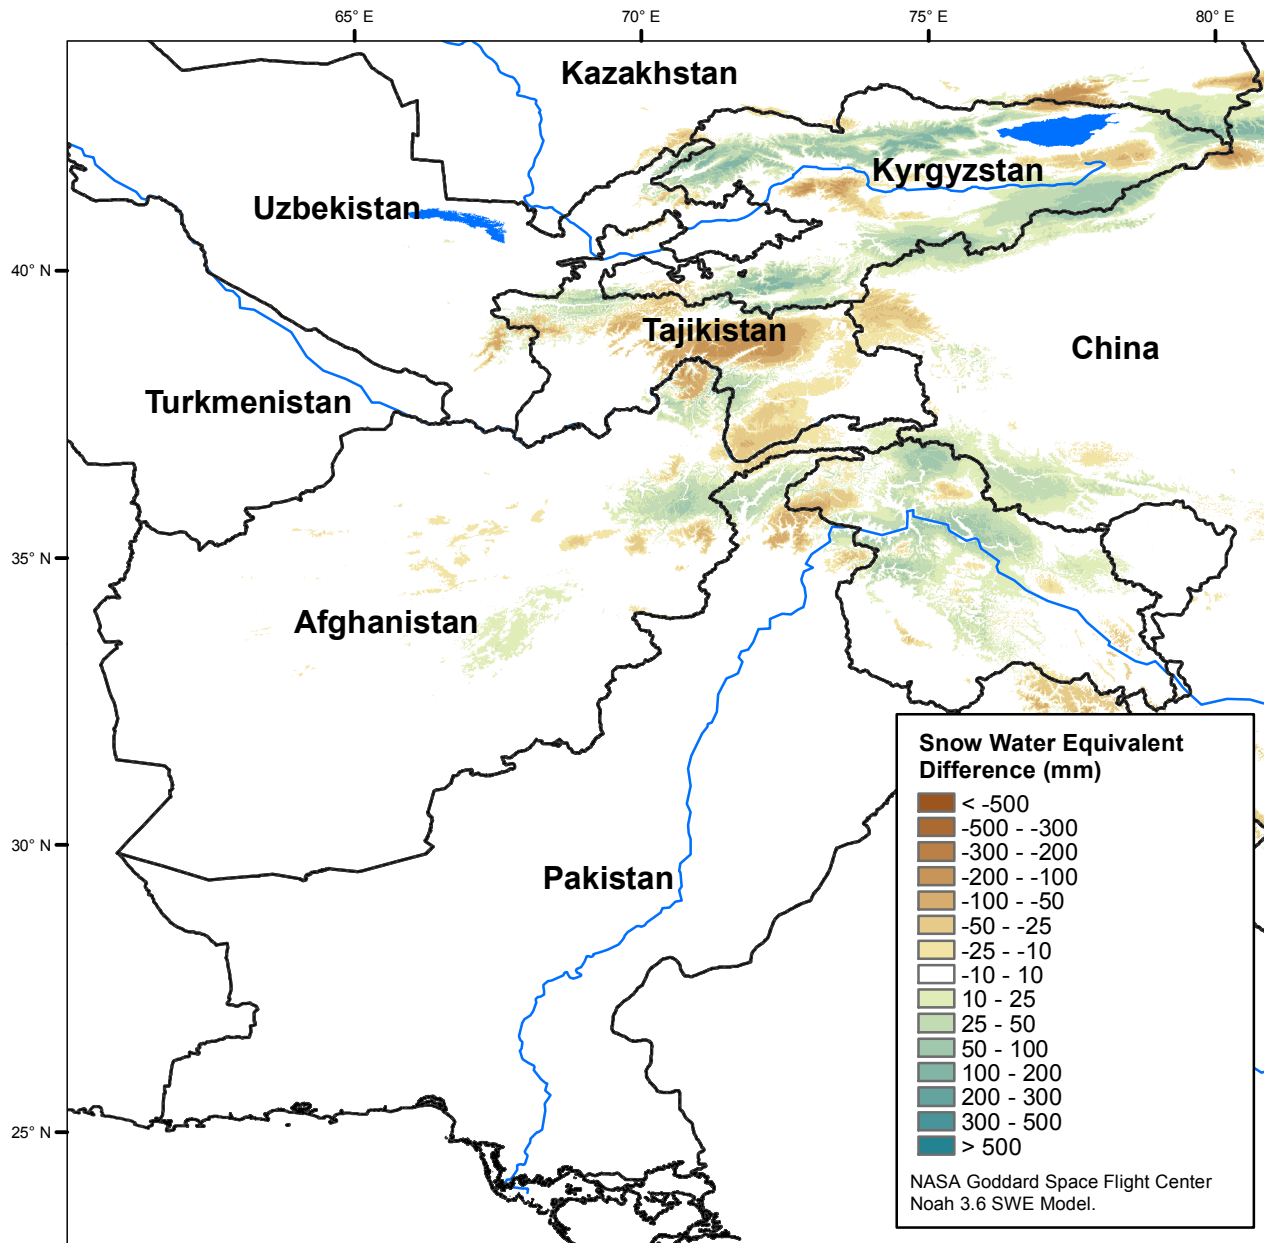 65° E
70° E
75° E
80° E
Kazakhstan
Kyrgyzstan
Uzbekistan
40° N
Tajikistan
China
Turkmenistan
35° N
Afghanistan
Snow Water Equivalent
Difference (mm)
< -500
-500 - -300
-300 - -200
-200 - -100
-100 - -50
-50 - -25
-25 - -10
-10 - 10
10 - 25
25 - 50
50 - 100
100 - 200
200 - 300
300 - 500
> 500
30° N
Pakistan
25° N
NASA Goddard Space Flight Center
Noah 3.6 SWE Model.